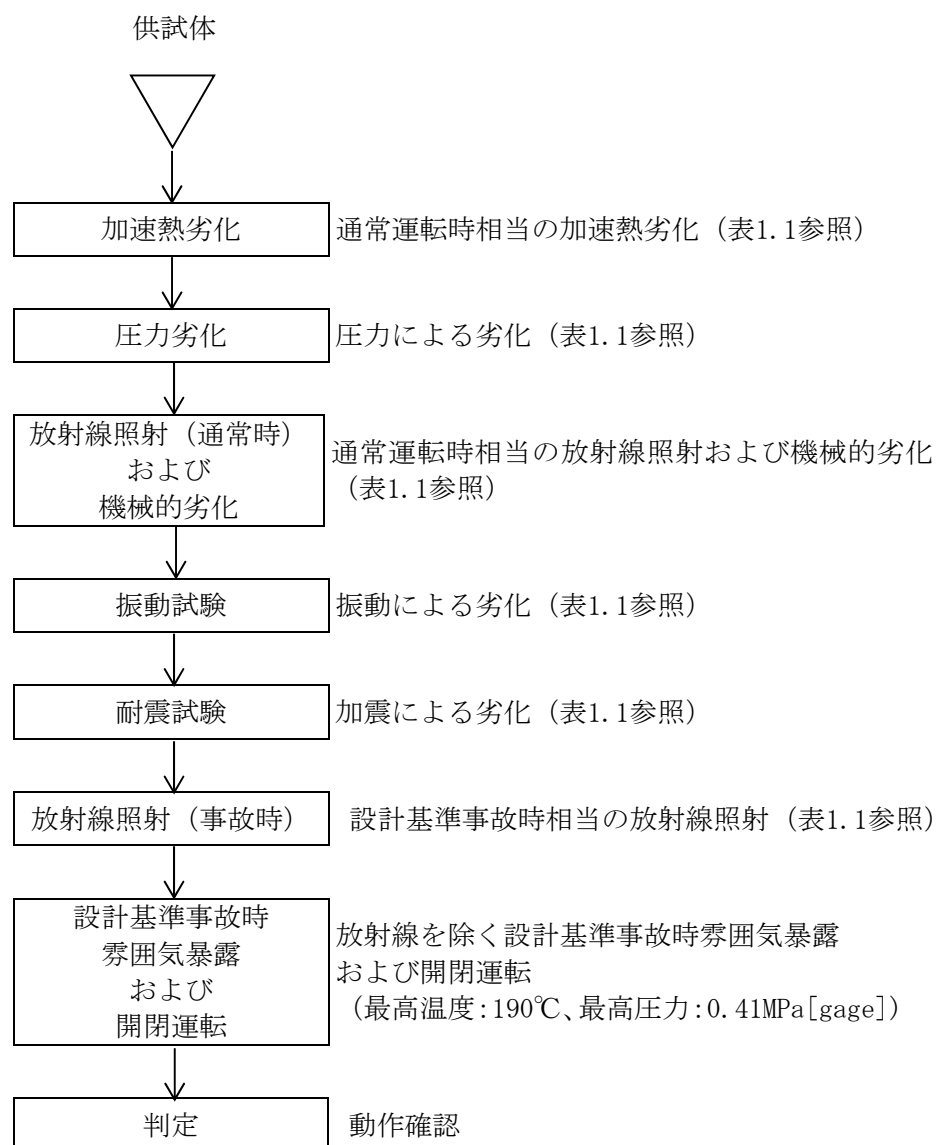 供試体
加速熱劣化
通常運転時相当の加速熱劣化（表1.1参照）
圧力劣化
圧力による劣化（表1.1参照）
放射線照射（通常時）
および
機械的劣化
通常運転時相当の放射線照射および機械的劣化
（表1.1参照）
振動試験
振動による劣化（表1.1参照）
耐震試験
加震による劣化（表1.1参照）
放射線照射（事故時）
設計基準事故時相当の放射線照射（表1.1参照）
設計基準事故時
雰囲気暴露
および
開閉運転
放射線を除く設計基準事故時雰囲気暴露
および開閉運転
（最高温度:190℃、最高圧力:0.41MPa[gage]）
判定
動作確認